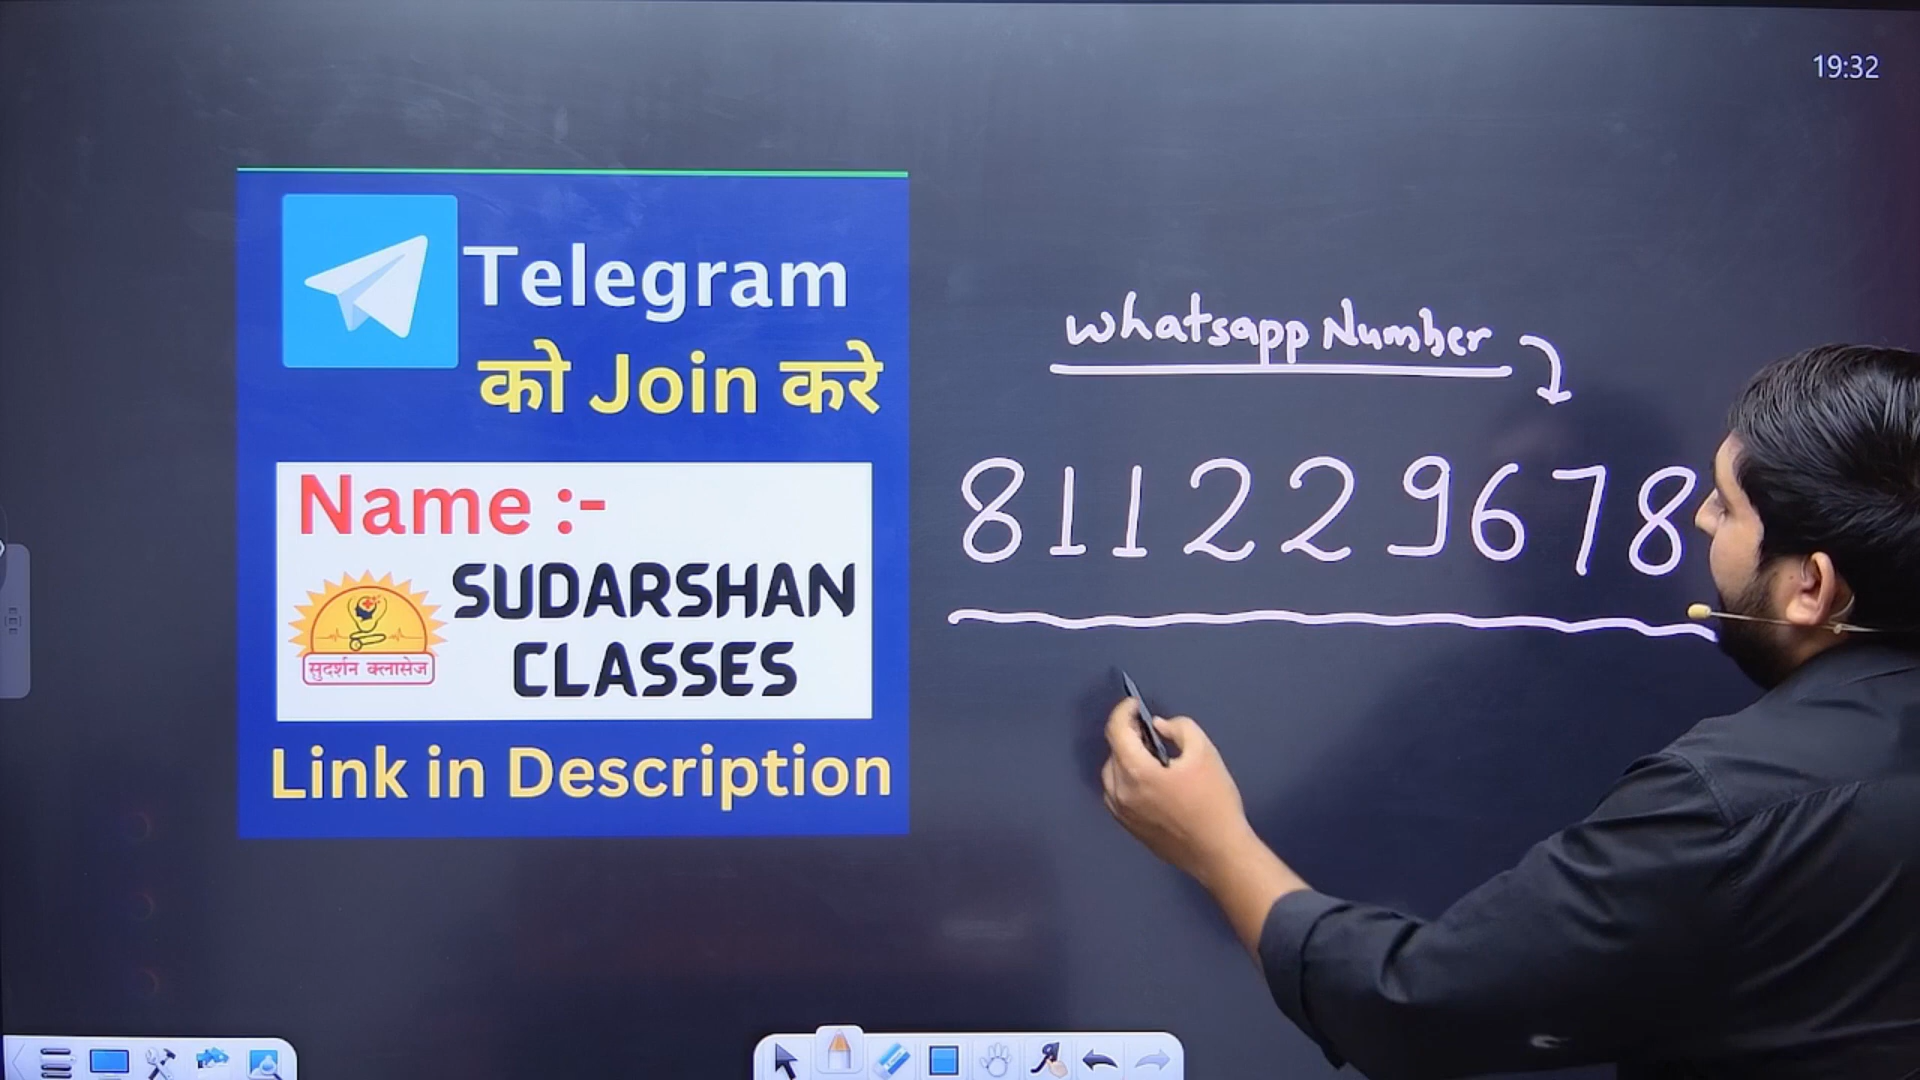 19:32
Telegram
को Join करे
Name :-
SUDARSHAN
CLASSES
सुदर्शन क्लासेज
Link in Description
Whatsapp Number
811229678